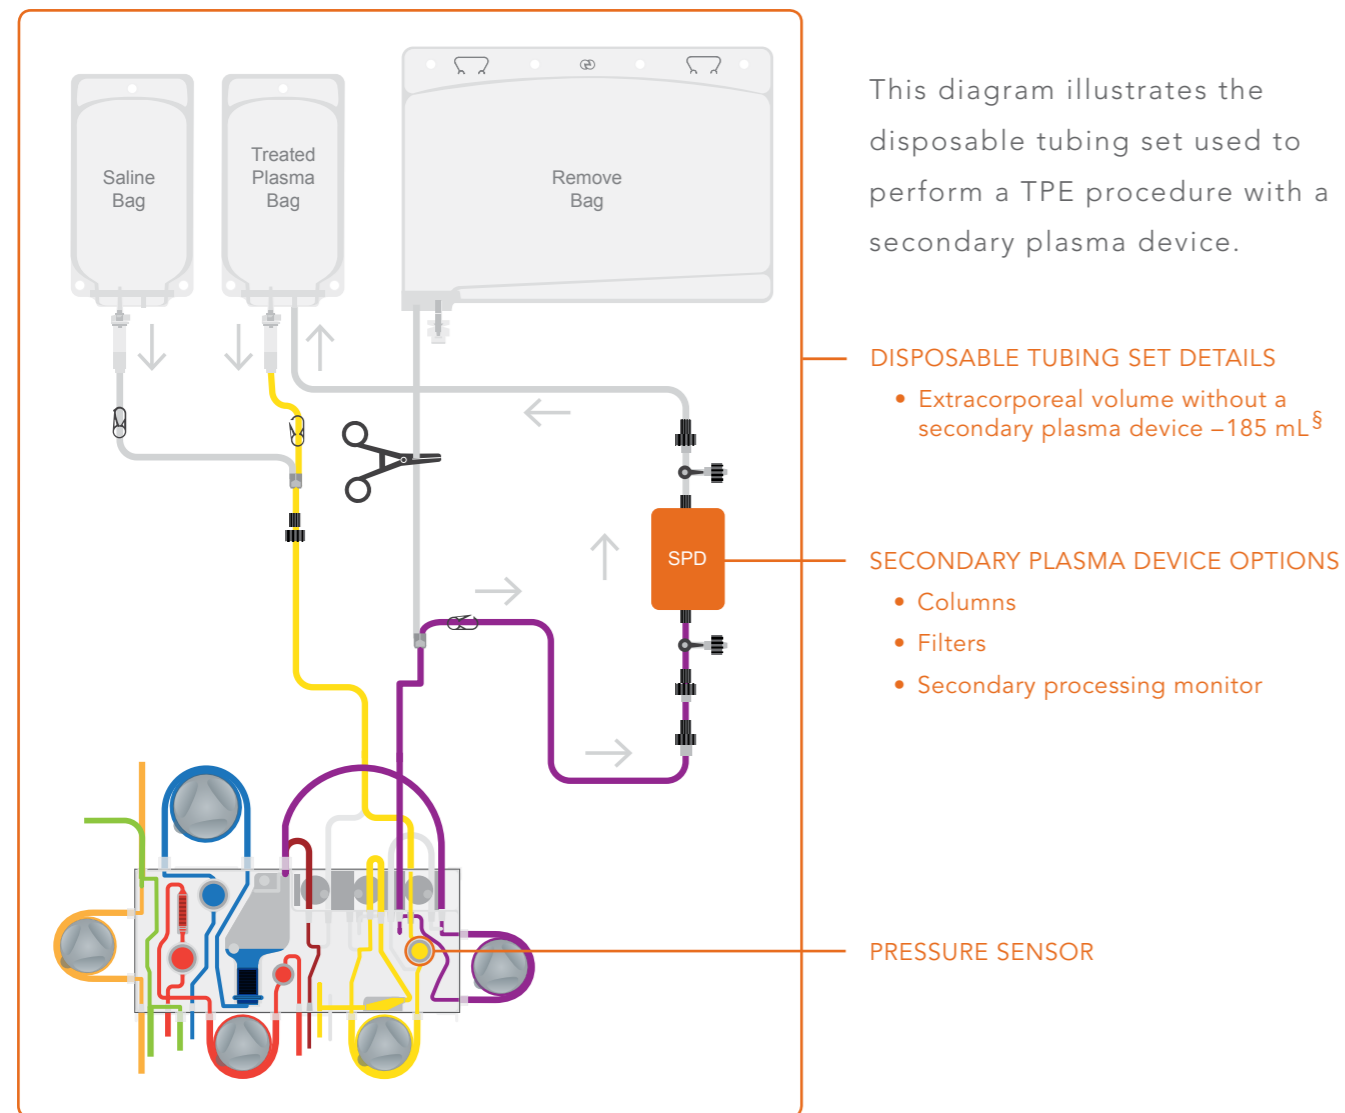 Saline
Bag
Treated
Plasma
Bag
Remove
Bag
This diagram illustrates the
disposable tubing set used to
perform a TPE procedure with a
secondary plasma device.
DISPOSABLE TUBING SET DETAILS
• Extracorporeal volume without a
secondary plasma device –185 mL§
SPD
SECONDARY PLASMA DEVICE OPTIONS
• Columns
• Filters
• Secondary processing monitor
PRESSURE SENSOR